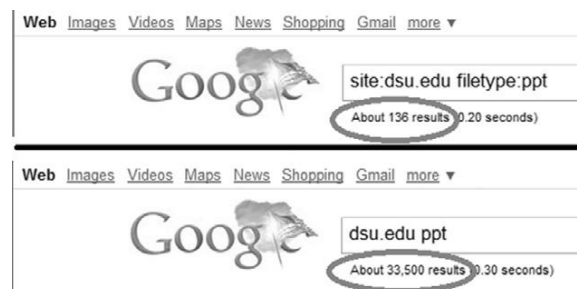 Web Images Videos Maps News Shopping Gmail more ▼
Google
site:dsu.edu filetype:ppt
About 136 results (0.20 seconds)
Web Images Videos Maps News Shopping Gmail more ▼
Google
dsu.edu ppt
About 33,500 results (0.30 seconds)